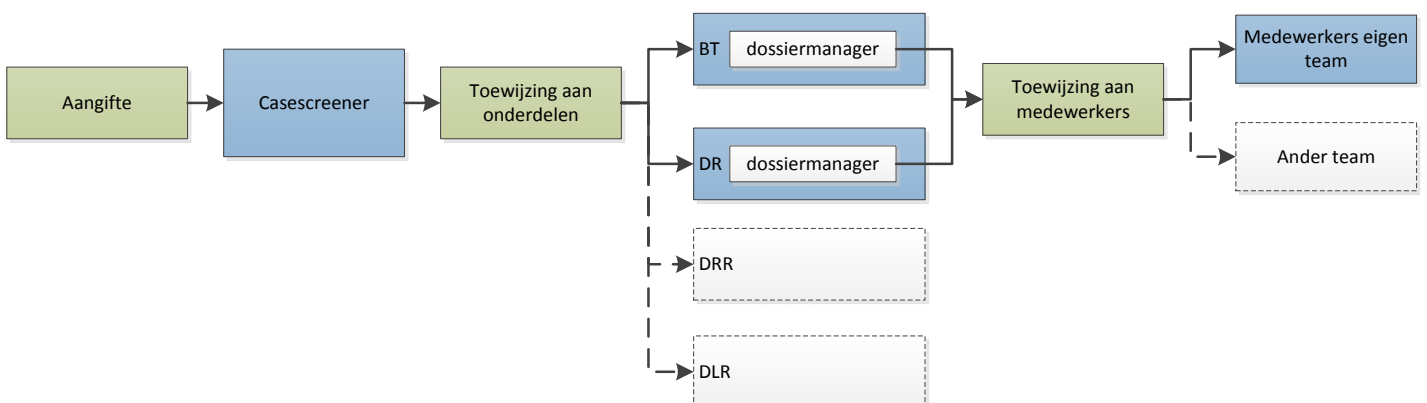 Aangifte
Casescreener
Toewijzing aan
onderdelen
BT
dossiermanager
DR
dossiermanager
DRR
DLR
Toewijzing aan
medewerkers
Medewerkers eigen
team
Ander team